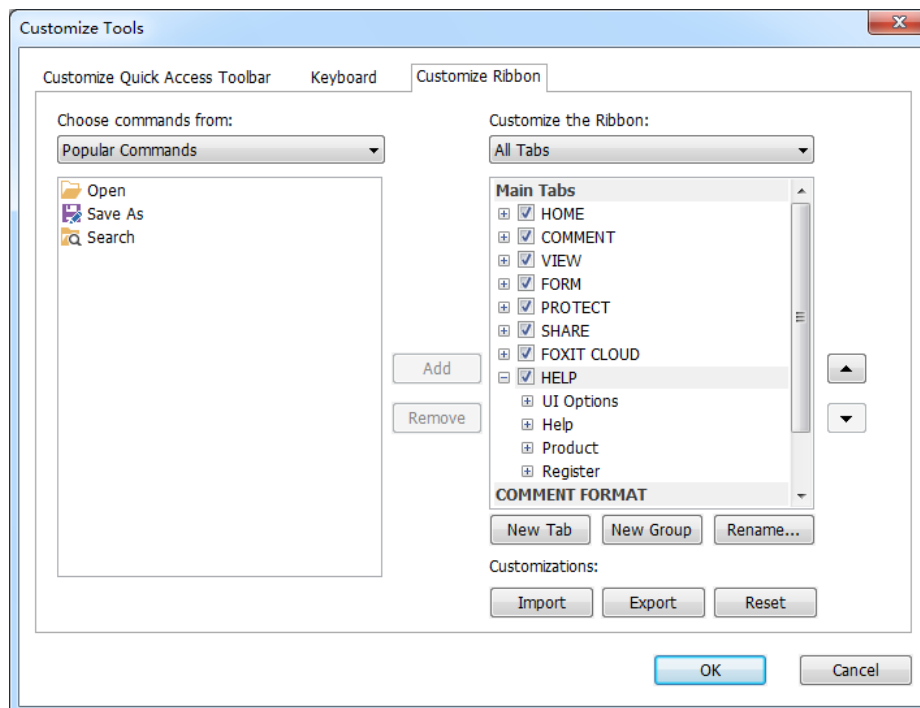 Customize Tools
Customize Quick Access Toolbar
Keyboard
Customize Ribbon
Choose commands from:
Popular Commands
Open
Save As
Search
Add
Remove
Customize the Ribbon:
All Tabs
Main Tabs
HOME
COMMENT
VIEW
FORM
PROTECT
SHARE
FOXIT CLOUD
HELP
UI Options
Help
Product
Register
COMMENT FORMAT
New Tab
New Group
Rename...
Customizations:
Import
Export
Reset
OK
Cancel